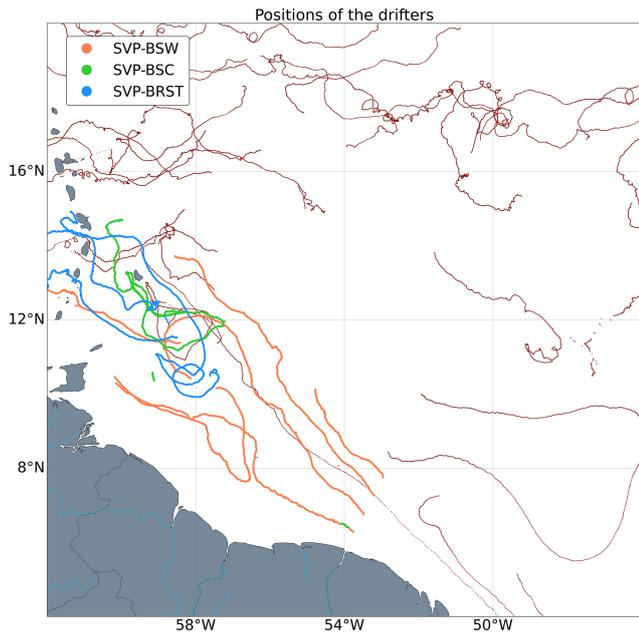 Positions of the drifters
SVP-BSW
SVP-BSC
SVP-BRST
16°N
12°N
8°N
58°W
54°W
50°W